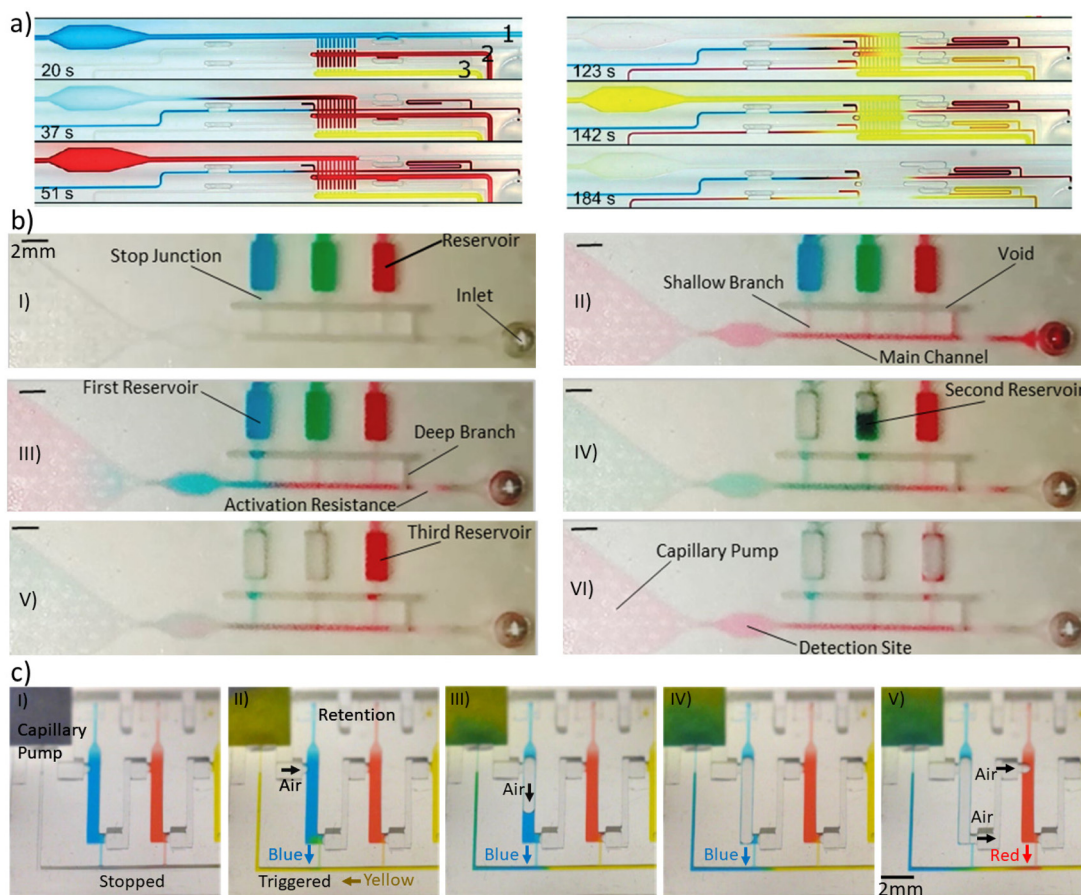 a)
1
2
3
20 s
37 s
51 s
123 s
142 s
184 s
b)
2mm
Stop Junction
Reservoir
Inlet
I)
Shallow Branch
Void
Main Channel
II)
First Reservoir
Deep Branch
Activation Resistance
III)
Second Reservoir
IV)
Third Reservoir
V)
Capillary Pump
Detection Site
VI)
c)
I)
Capillary
Pump
Stopped
II)
Retention
Air
Blue
Triggered
Yellow
III)
Air
Blue
IV)
Blue
V)
Air
Air
Red
2mm